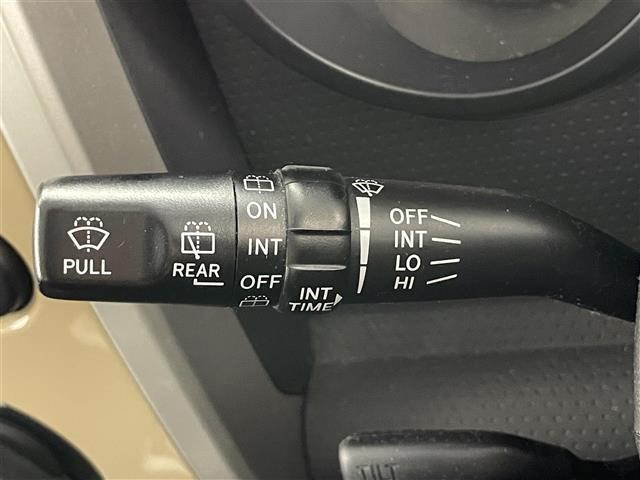 PULL
REAR
ON
INT
OFF
INT
TIME
OFF
INT
LO
HI
TILT